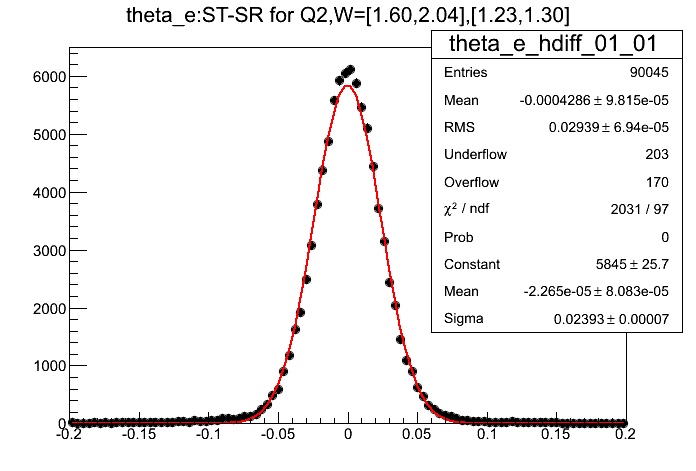 theta_e:ST-SR for Q2,W=[1.60,2.04],[1.23,1.30]
theta_e_hdiff_01_01
Entries 90045
Mean -0.0004286 ± 9.815e-05
RMS 0.02939 ± 6.94e-05
Underflow 203
Overflow 170
χ² / ndf 2031 / 97
Prob 0
Constant 5845 ± 25.7
Mean -2.265e-05 ± 8.083e-05
Sigma 0.02393 ± 0.00007
6000
5000
4000
3000
2000
1000
0
-0.2 -0.15 -0.1 -0.05 0 0.05 0.1 0.15 0.2